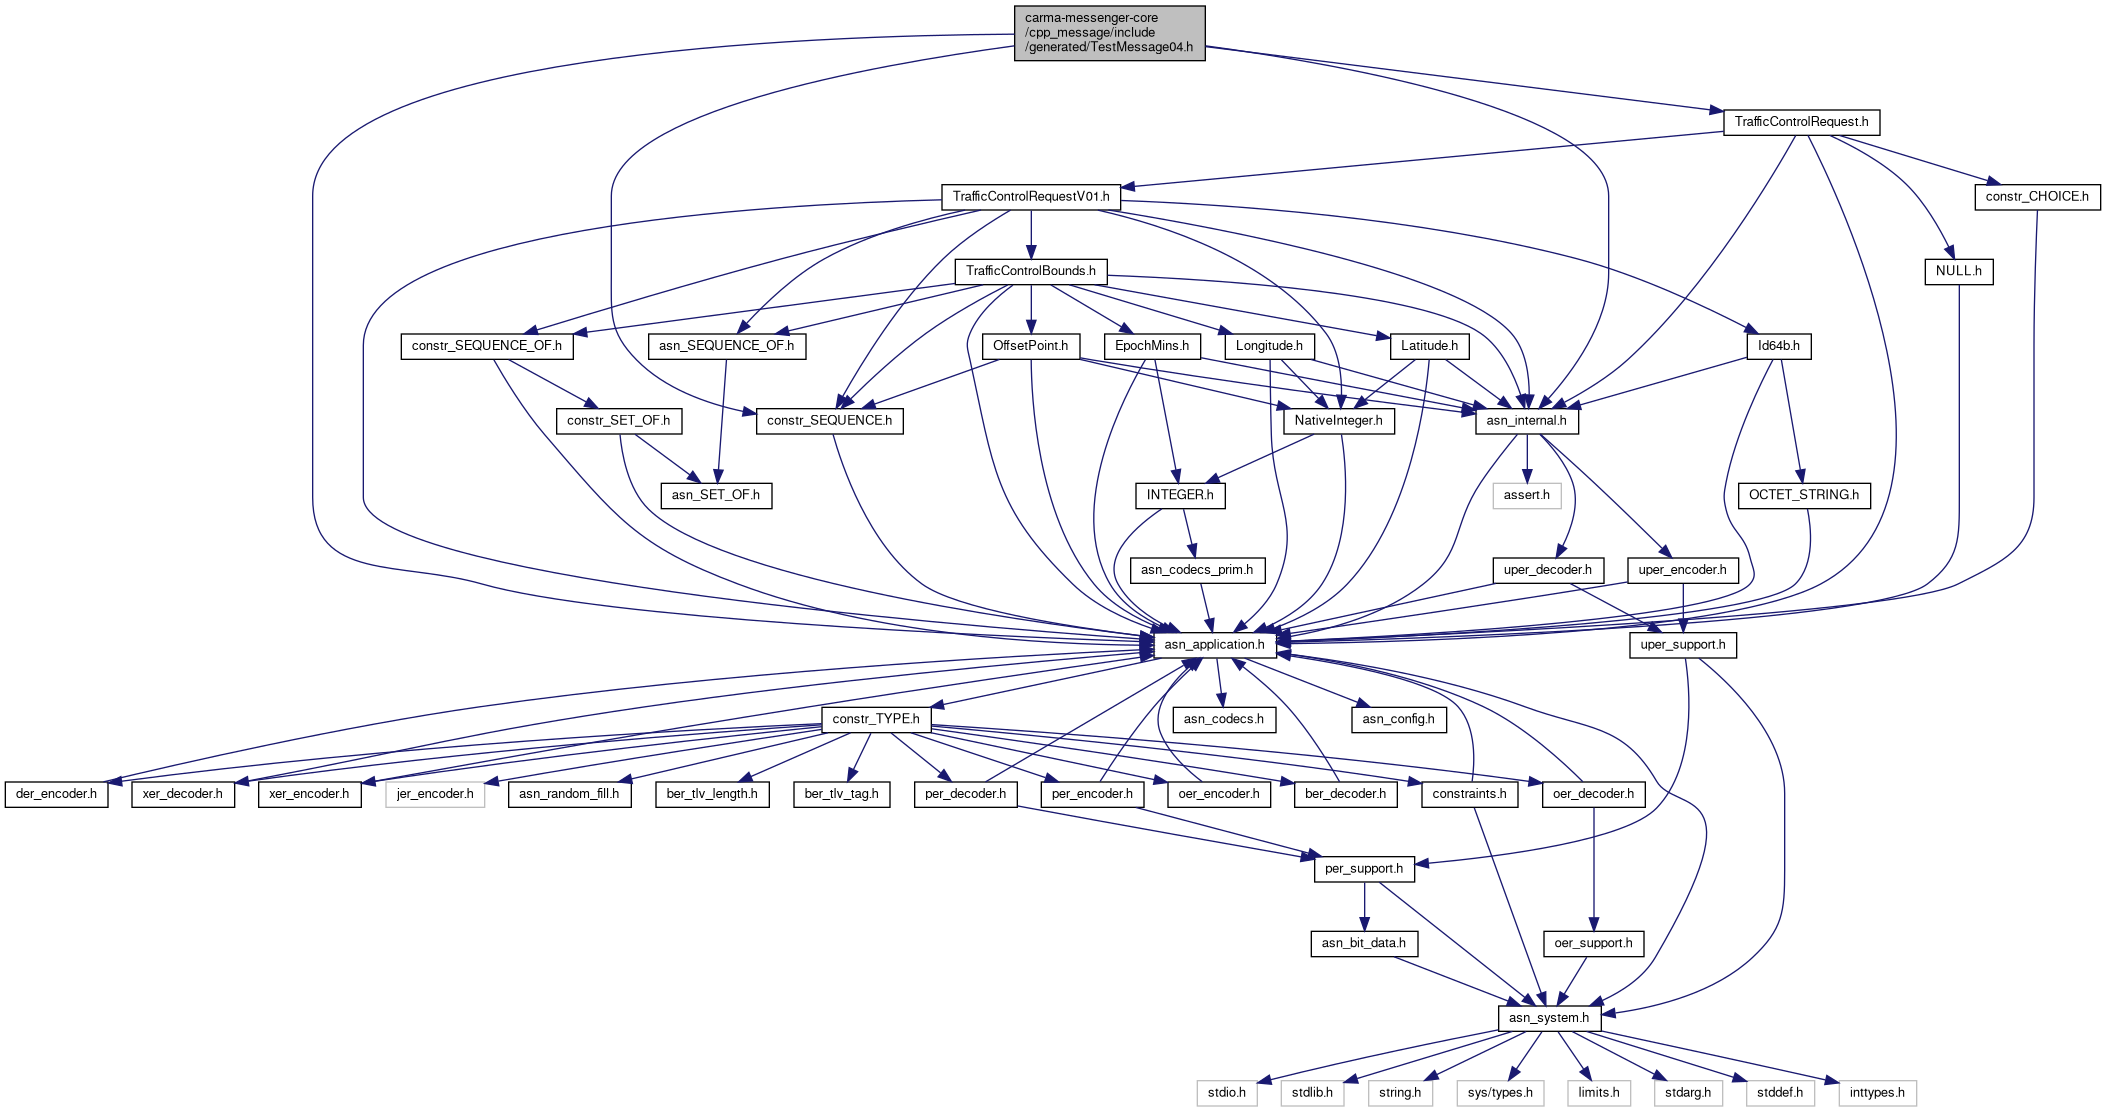 carma-messenger-core
/cpp_message/include
/generated/TestMessage04.h
TrafficControlRequest.h
TrafficControlRequestV01.h
constr_CHOICE.h
TrafficControlBounds.h
NULL.h
constr_SEQUENCE_OF.h
asn_SEQUENCE_OF.h
OffsetPoint.h
EpochMins.h
Longitude.h
Latitude.h
Id64b.h
constr_SET_OF.h
constr_SEQUENCE.h
NativeInteger.h
asn_internal.h
asn_SET_OF.h
INTEGER.h
assert.h
OCTET_STRING.h
asn_codecs_prim.h
uper_decoder.h
uper_encoder.h
asn_application.h
uper_support.h
constr_TYPE.h
asn_codecs.h
asn_config.h
der_encoder.h
xer_decoder.h
xer_encoder.h
jer_encoder.h
asn_random_fill.h
ber_tlv_length.h
ber_tlv_tag.h
per_decoder.h
per_encoder.h
oer_encoder.h
ber_decoder.h
constraints.h
oer_decoder.h
per_support.h
asn_bit_data.h
oer_support.h
asn_system.h
stdio.h
stdlib.h
string.h
sys/types.h
limits.h
stdarg.h
stddef.h
inttypes.h